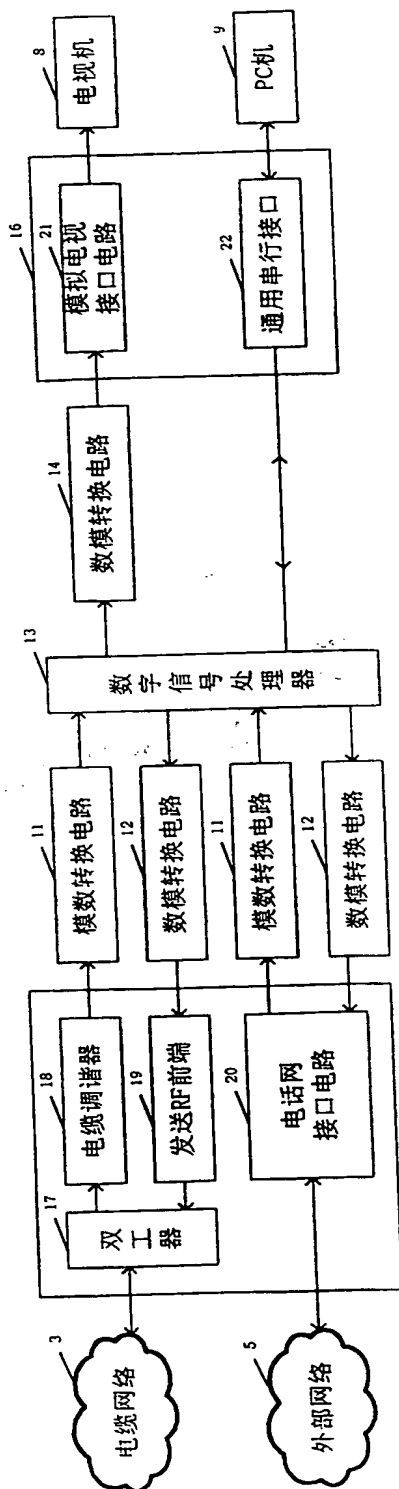 3
电缆网络
5
外部网络
17
双工器
18
电缆调谐器
19
发送RF前端
20
电话网
接口电路
11
模数转换电路
12
数模转换电路
11
模数转换电路
12
数模转换电路
13
数字信号处理器
14
数模转换电路
16
21
模拟电视
接口电路
22
通用串行接口
8
电视机
9
PC机